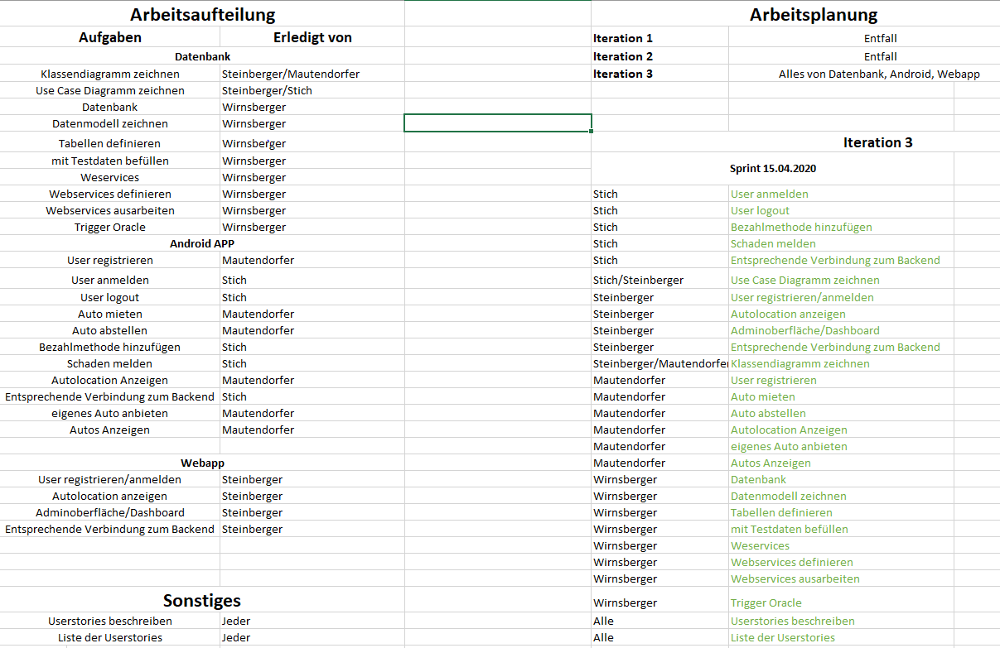 Arbeitsaufteilung
Aufgaben Erledigt von
Datenbank
Klassendiagramm zeichnen Steinberger/Mautendorfer
Use Case Diagramm zeichnen Steinberger/Stich
Datenbank Wirnsberger
Datenmodell zeichnen Wirnsberger
Tabellen definieren Wirnsberger
mit Testdaten befüllen Wirnsberger
Weservices Wirnsberger
Webservices definieren Wirnsberger
Webservices ausarbeiten Wirnsberger
Trigger Oracle Wirnsberger
Android APP
User registrieren Mautendorfer
User anmelden Stich
User logout Stich
Auto mieten Mautendorfer
Auto abstellen Mautendorfer
Bezahlmethode hinzufügen Stich
Schaden melden Stich
Autolocation Anzeigen Mautendorfer
Entsprechende Verbindung zum Backend Stich
eigenes Auto anbieten Mautendorfer
Autos Anzeigen Mautendorfer
Webapp
User registrieren/anmelden Steinberger
Autolocation anzeigen Steinberger
Adminoberfläche/Dashboard Steinberger
Entsprechende Verbindung zum Backend Steinberger
Sonstiges
Userstories beschreiben Jeder
Liste der Userstories Jeder
Arbeitsplanung
Iteration 1 Entfall
Iteration 2 Entfall
Iteration 3 Alles von Datenbank, Android, Webapp
Iteration 3
Sprint 15.04.2020
Stich User anmelden
Stich User logout
Stich Bezahlmethode hinzufügen
Stich Schaden melden
Stich Entsprechende Verbindung zum Backend
Stich/Steinberger Use Case Diagramm zeichnen
Steinberger User registrieren/anmelden
Steinberger Autolocation anzeigen
Steinberger Adminoberfläche/Dashboard
Steinberger Entsprechende Verbindung zum Backend
Steinberger/Mautendorfer Klassendiagramm zeichnen
Mautendorfer User registrieren
Mautendorfer Auto mieten
Mautendorfer Auto abstellen
Mautendorfer Autolocation Anzeigen
Mautendorfer eigenes Auto anbieten
Mautendorfer Autos Anzeigen
Wirnsberger Datenbank
Wirnsberger Datenmodell zeichnen
Wirnsberger Tabellen definieren
Wirnsberger mit Testdaten befüllen
Wirnsberger Weservices
Wirnsberger Webservices definieren
Wirnsberger Webservices ausarbeiten
Wirnsberger Trigger Oracle
Alle Userstories beschreiben
Alle Liste der Userstories